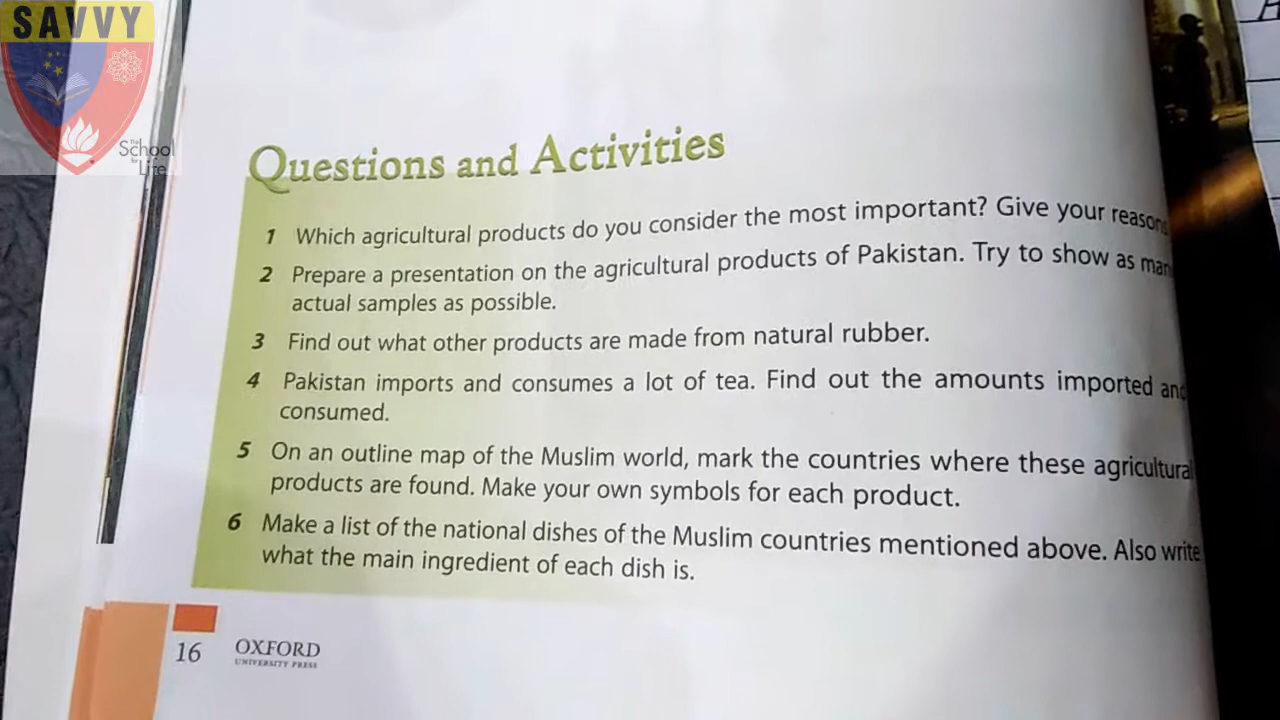 SAVVY
The
School
for
Life
Questions and Activities
1 Which agricultural products do you consider the most important? Give your reasons
2 Prepare a presentation on the agricultural products of Pakistan. Try to show as
actual samples as possible.
3 Find out what other products are made from natural rubber.
4 Pakistan imports and consumes a lot of tea. Find out the amounts imported and
consumed.
5 On an outline map of the Muslim world, mark the countries where these agricultural
products are found. Make your own symbols for each product.
6 Make a list of the national dishes of the Muslim countries mentioned above. Also write
what the main ingredient of each dish is.
16
OXFORD
UNIVERSITY PRESS